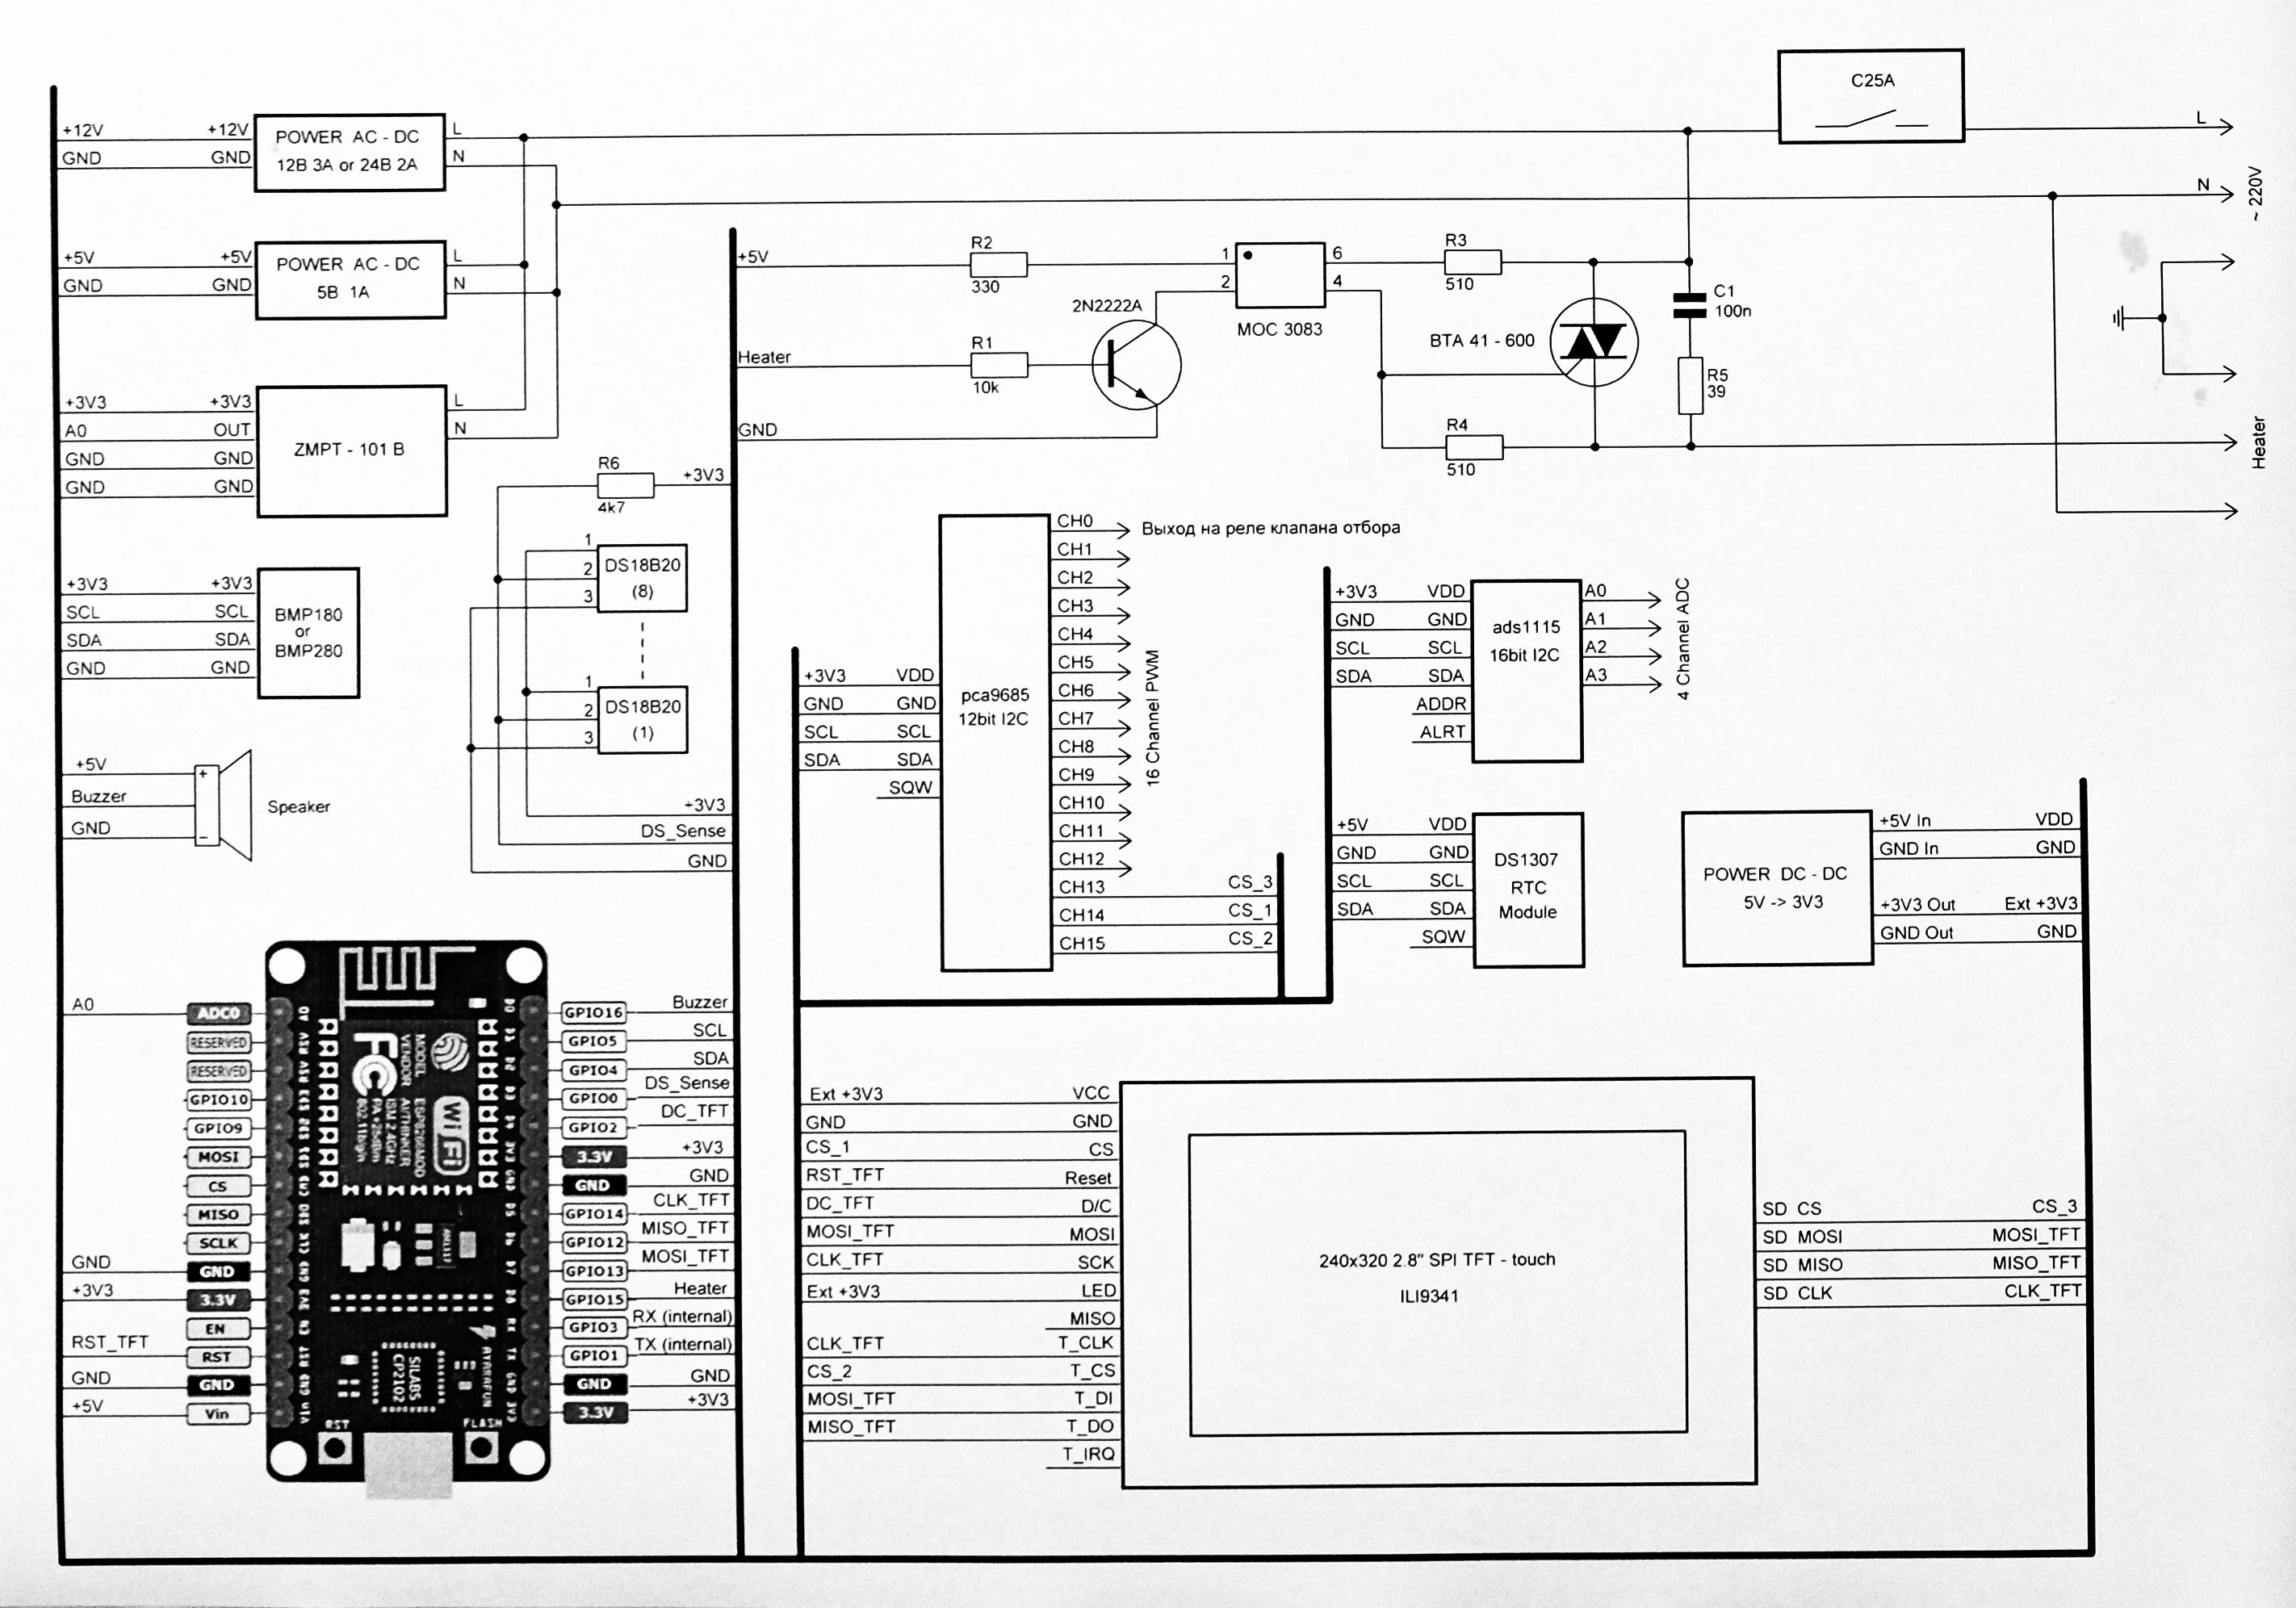 C25A
L
N
~ 220V
Heater
+12V
+12V
GND
GND
POWER AC - DC
12B 3A or 24B 2A
L
N
+5V
+5V
GND
GND
POWER AC - DC
5B 1A
L
N
+3V3
+3V3
A0
OUT
GND
GND
GND
GND
ZMPT - 101 B
L
N
+3V3
+3V3
SCL
SCL
SDA
SDA
GND
GND
BMP180
or
BMP280
+5V
Buzzer
GND
+
−
Speaker
R6
4k7
+3V3
1
2
3
DS18B20
(8)
1
2
3
DS18B20
(1)
+3V3
DS_Sense
GND
+5V
R2
330
1
2
6
4
MOC 3083
2N2222A
Heater
R1
10k
GND
R3
510
BTA 41 - 600
C1
100n
R5
39
R4
510
+3V3
VDD
GND
GND
SCL
SCL
SDA
SDA
SQW
pca9685
12bit I2C
CH0
Выход на реле клапана отбора
CH1
CH2
CH3
CH4
CH5
CH6
CH7
CH8
CH9
CH10
CH11
CH12
CH13
CS_3
CH14
CS_1
CH15
CS_2
16 Channel PWM
+3V3
VDD
GND
GND
SCL
SCL
SDA
SDA
ADDR
ALRT
ads1115
16bit I2C
A0
A1
A2
A3
4 Channel ADC
+5V
VDD
GND
GND
SCL
SCL
SDA
SDA
SQW
DS1307
RTC
Module
POWER DC - DC
5V -> 3V3
+5V In
VDD
GND In
GND
+3V3 Out
Ext +3V3
GND Out
GND
A0
ADC0
RESERVED
RESERVED
GPIO10
GPIO9
MOSI
CS
MISO
SCLK
GND
GND
+3V3
3.3V
EN
RST_TFT
RST
GND
GND
+5V
Vin
MODEL
VENDOR
WiFi
SILABS
CP2102
RST
FLASH
GPIO16
Buzzer
GPIO5
SCL
GPIO4
SDA
GPIO0
DS_Sense
GPIO2
DC_TFT
3.3V
+3V3
GND
GND
GPIO14
CLK_TFT
GPIO12
MISO_TFT
GPIO13
MOSI_TFT
GPIO15
Heater
GPIO3
RX (internal)
GPIO1
TX (internal)
GND
GND
3.3V
+3V3
Ext +3V3
VCC
GND
GND
CS_1
CS
RST_TFT
Reset
DC_TFT
D/C
MOSI_TFT
MOSI
CLK_TFT
SCK
Ext +3V3
LED
MISO
CLK_TFT
T_CLK
CS_2
T_CS
MOSI_TFT
T_DI
MISO_TFT
T_DO
T_IRQ
240x320 2.8" SPI TFT - touch
ILI9341
SD CS
CS_3
SD MOSI
MOSI_TFT
SD MISO
MISO_TFT
SD CLK
CLK_TFT